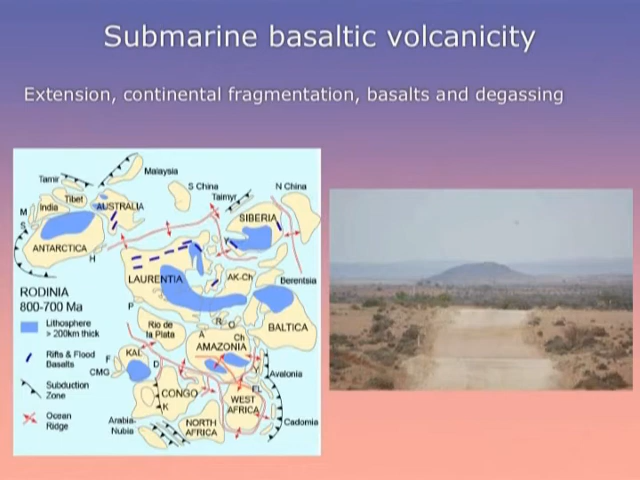 Submarine basaltic volcanicity
Extension, continental fragmentation, basalts and degassing
Malaysia
Tamir
Tibet
S China
N China
Taimyr
India
AUSTRALIA
M
S
SIBERIA
ANTARCTICA
H
Y
LAURENTIA
AK-Ch
Berentsia
RODINIA
800-700 Ma
P
Lithosphere
> 200km thick
Rio de
la Plata
R
O
BALTICA
A
Ch
AMAZONIA
Rifts & Flood
Basalts
F
KAL
CMG
D
Avalonia
Subduction
Zone
CONGO
K
WEST
AFRICA
FL
Ocean
Ridge
Arabia-
Nubia
NORTH
AFRICA
Cadomia